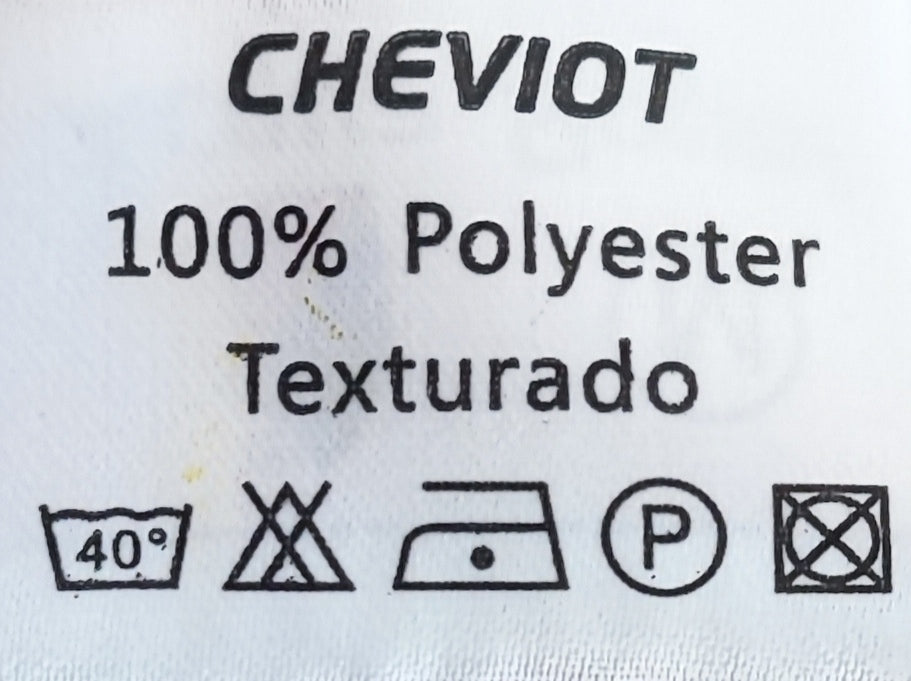 CHEVIOT
100% Polyester
Texturado
40° P